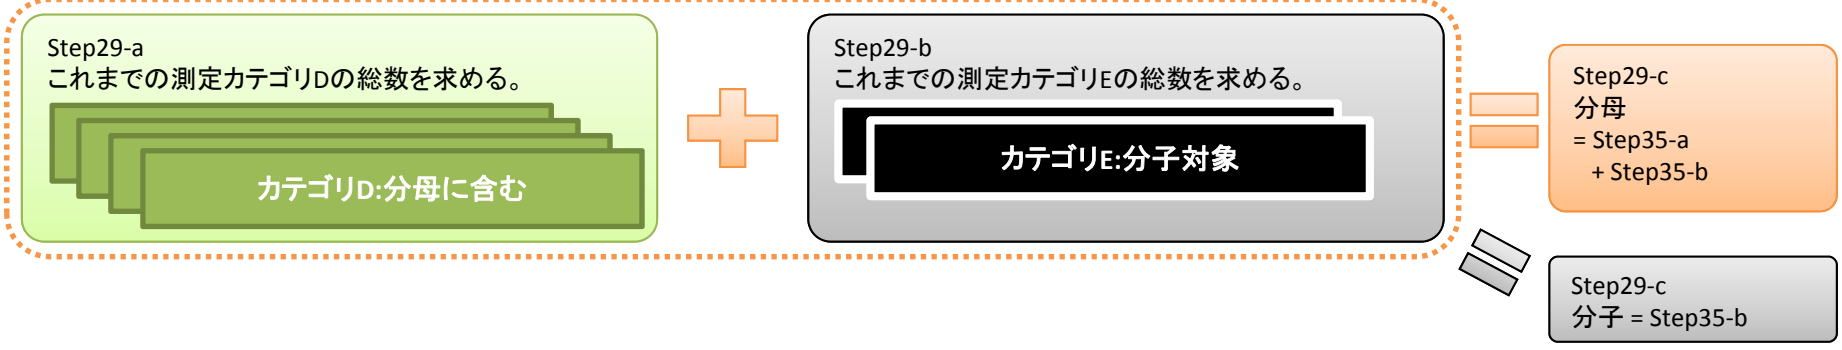 Step29-a
これまでの測定カテゴリDの総数を求める。
カテゴリD:分母に含む
Step29-b
これまでの測定カテゴリEの総数を求める。
カテゴリE:分子対象
Step29-c
分母
= Step35-a
+ Step35-b
Step29-c
分子 = Step35-b